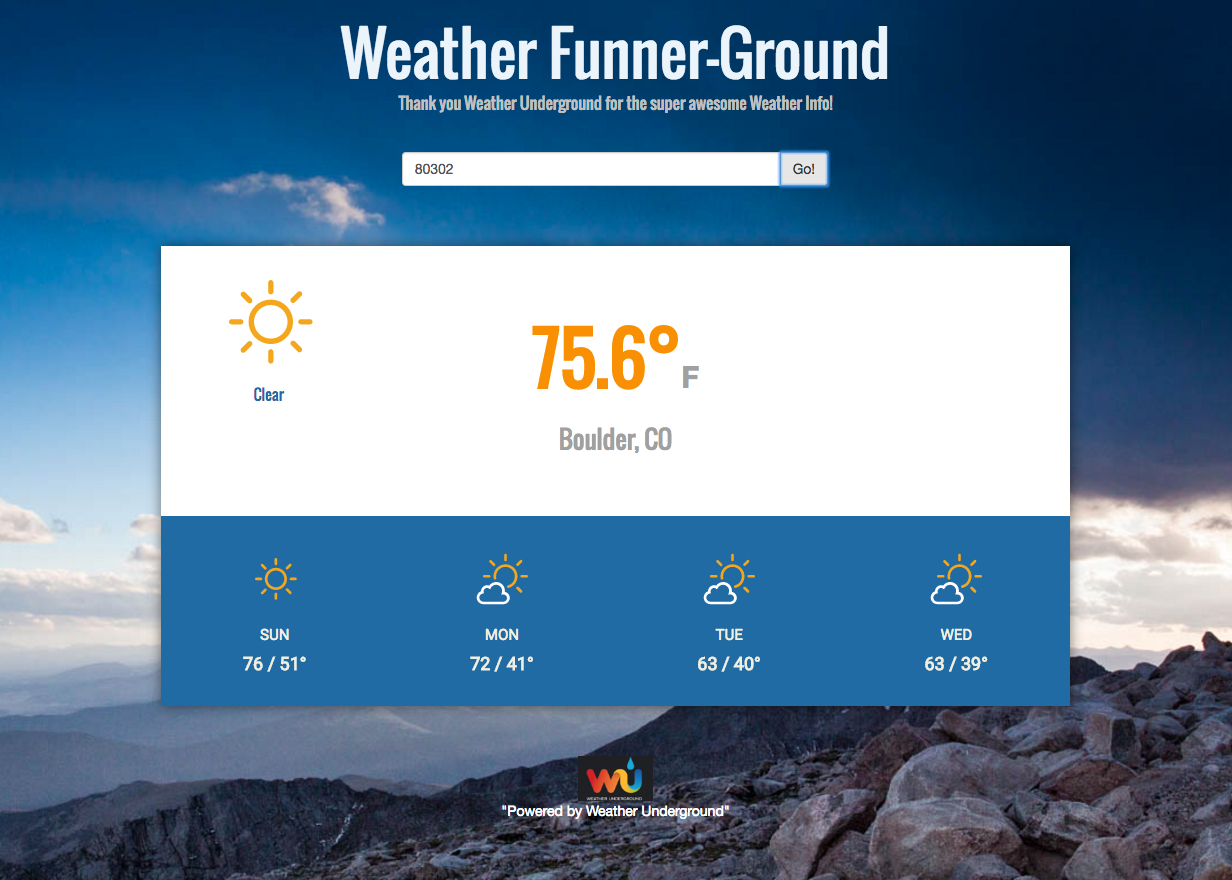 Weather Funner-Ground
Thank you Weather Underground for the super awesome Weather Info!
80302 Go!
75.6° F
Clear
Boulder, CO
SUN MON TUE WED
76 / 51° 72 / 41° 63 / 40° 63 / 39°
WU
WEATHER UNDERGROUND
"Powered by Weather Underground"